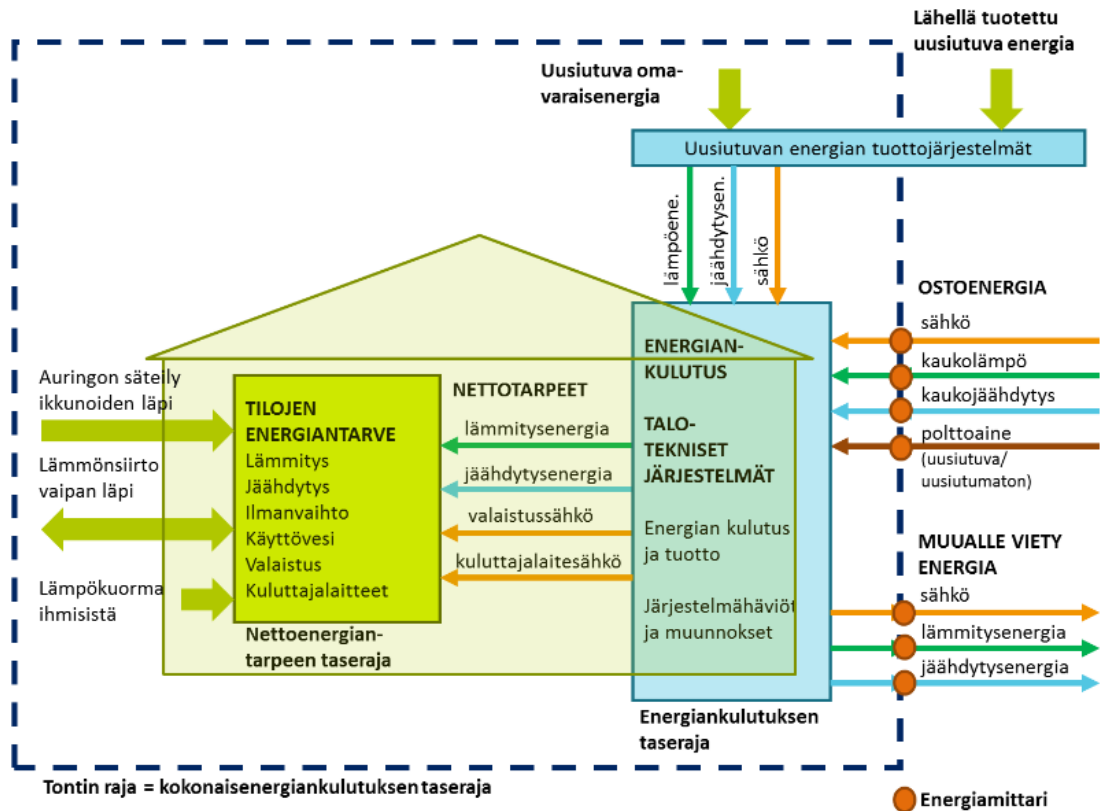 Lähellä tuotettu
uusiutuva energia
Uusiutuva oma-
varaisenergia
Uusiutuvan energian tuottojärjestelmät
lämpöene.
jäähdytysen.
sähkö
OSTOENERGIA
sähkö
kaukolämpö
kaukojäähdytys
polttoaine
(uusiutuva/
uusiutumaton)
MUUALLE VIETY
ENERGIA
sähkö
lämmitysenergia
jäähdytysenergia
ENERGIAN-
KULUTUS
TALO-
TEKNISET
JÄRJESTELMÄT
Energian kulutus
ja tuotto
Järjestelmähäviöt
ja muunnokset
Energiankulutuksen
taseraja
NETTOTARPEET
lämmitysenergia
jäähdytysenergia
valaistussähkö
kuluttajalaitesähkö
TILOJEN
ENERGIANTARVE
Lämmitys
Jäähdytys
Ilmanvaihto
Käyttövesi
Valaistus
Kuluttajalaitteet
Nettoenergian-
tarpeen taseraja
Auringon säteily
ikkunoiden läpi
Lämmönsiirto
vaipan läpi
Lämpökuorma
ihmisistä
Tontin raja = kokonaisenergiankulutuksen taseraja
Energiamittari